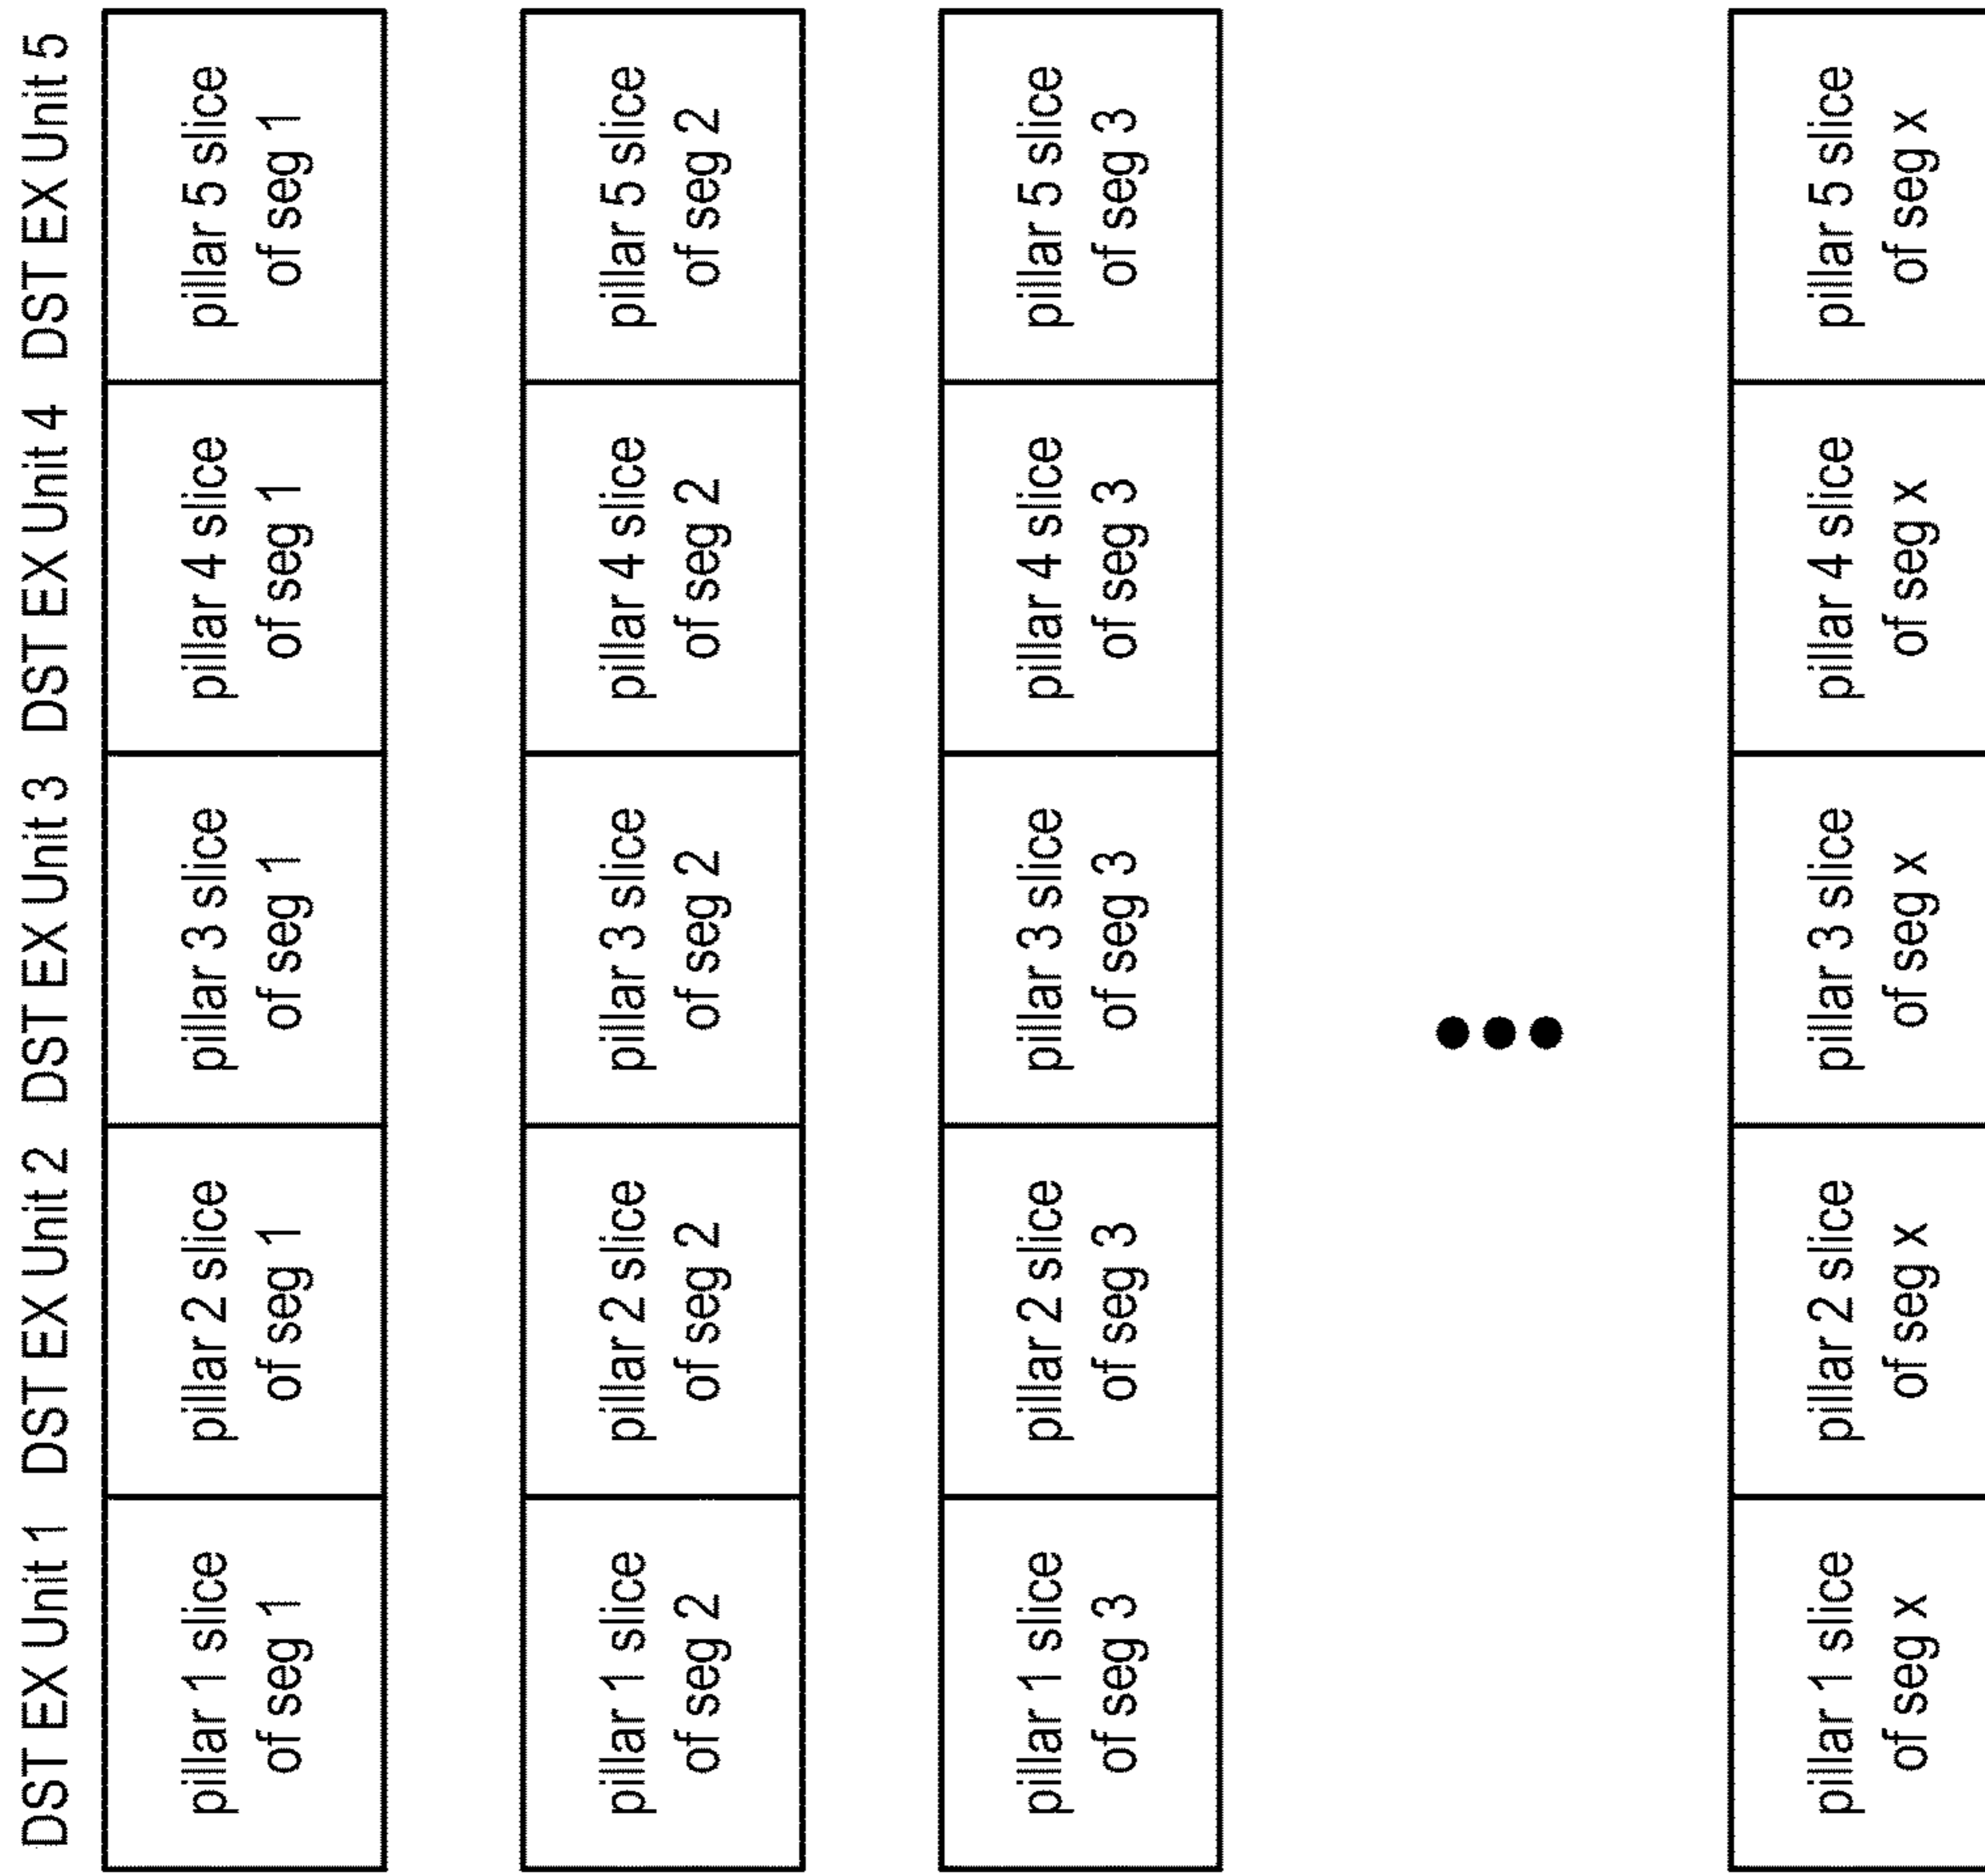 DST EX Unit 1 DST EX Unit 2 DST EX Unit 3 DST EX Unit 4 DST EX Unit 5
pillar 1 slice
of seg 1
pillar 2 slice
of seg 1
pillar 3 slice
of seg 1
pillar 4 slice
of seg 1
pillar 5 slice
of seg 1
pillar 1 slice
of seg 2
pillar 2 slice
of seg 2
pillar 3 slice
of seg 2
pillar 4 slice
of seg 2
pillar 5 slice
of seg 2
pillar 1 slice
of seg 3
pillar 2 slice
of seg 3
pillar 3 slice
of seg 3
pillar 4 slice
of seg 3
pillar 5 slice
of seg 3
pillar 1 slice
of seg x
pillar 2 slice
of seg x
pillar 3 slice
of seg x
pillar 4 slice
of seg x
pillar 5 slice
of seg x